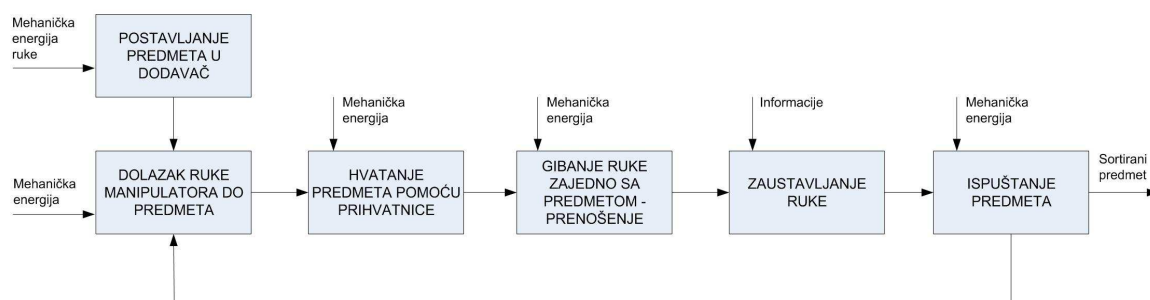 Mehanička
energija
ruke
POSTAVLJANJE
PREDMETA U
DODAVAČ
Mehanička
energija
Mehanička
energija
Informacije
Mehanička
energija
Mehanička
energija
DOLAZAK RUKE
MANIPULATORA DO
PREDMETA
HVATANJE
PREDMETA POMOĆU
PRIHVATNICE
GIBANJE RUKE
ZAJEDNO SA
PREDMETOM -
PRENOŠENJE
ZAUSTAVLJANJE
RUKE
ISPUŠTANJE
PREDMETA
Sortirani
predmet